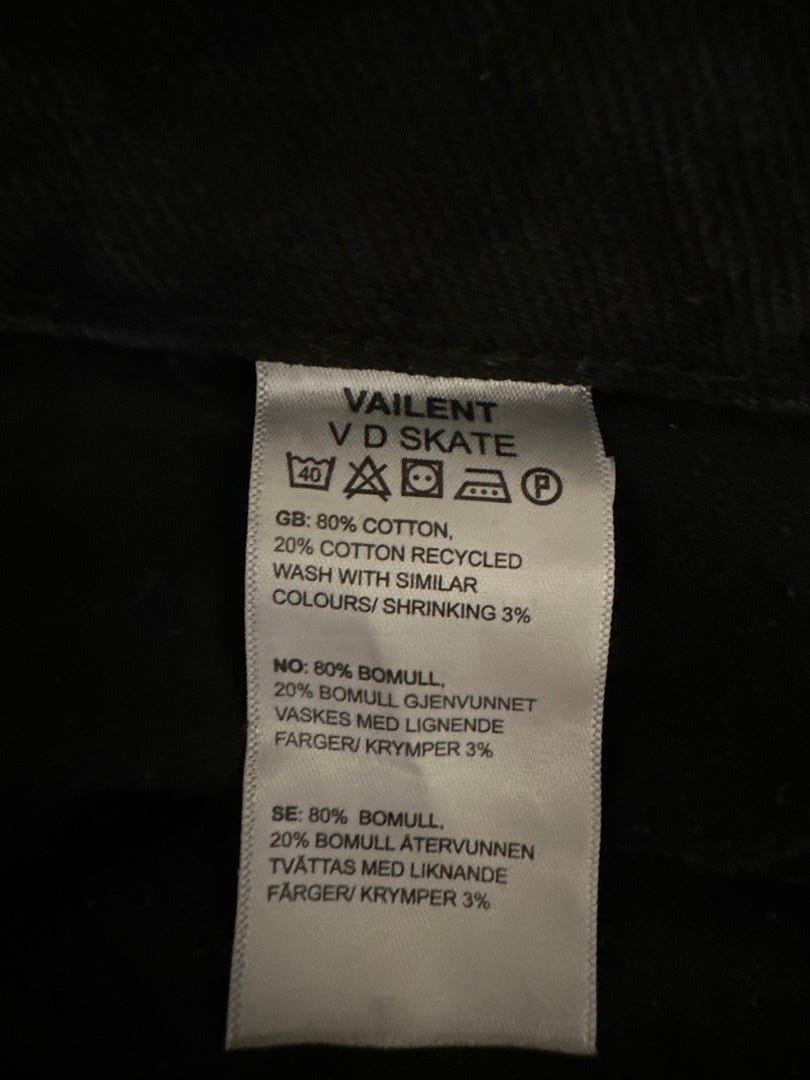 VAILENT
V D SKATE
40 P
GB: 80% COTTON,
20% COTTON RECYCLED
WASH WITH SIMILAR
COLOURS/ SHRINKING 3%
NO: 80% BOMULL,
20% BOMULL GJENVUNNET
VASKES MED LIGNENDE
FARGER/ KRYMPER 3%
SE: 80% BOMULL,
20% BOMULL ÅTERVUNNEN
TVÄTTAS MED LIKNANDE
FÄRGER/ KRYMPER 3%